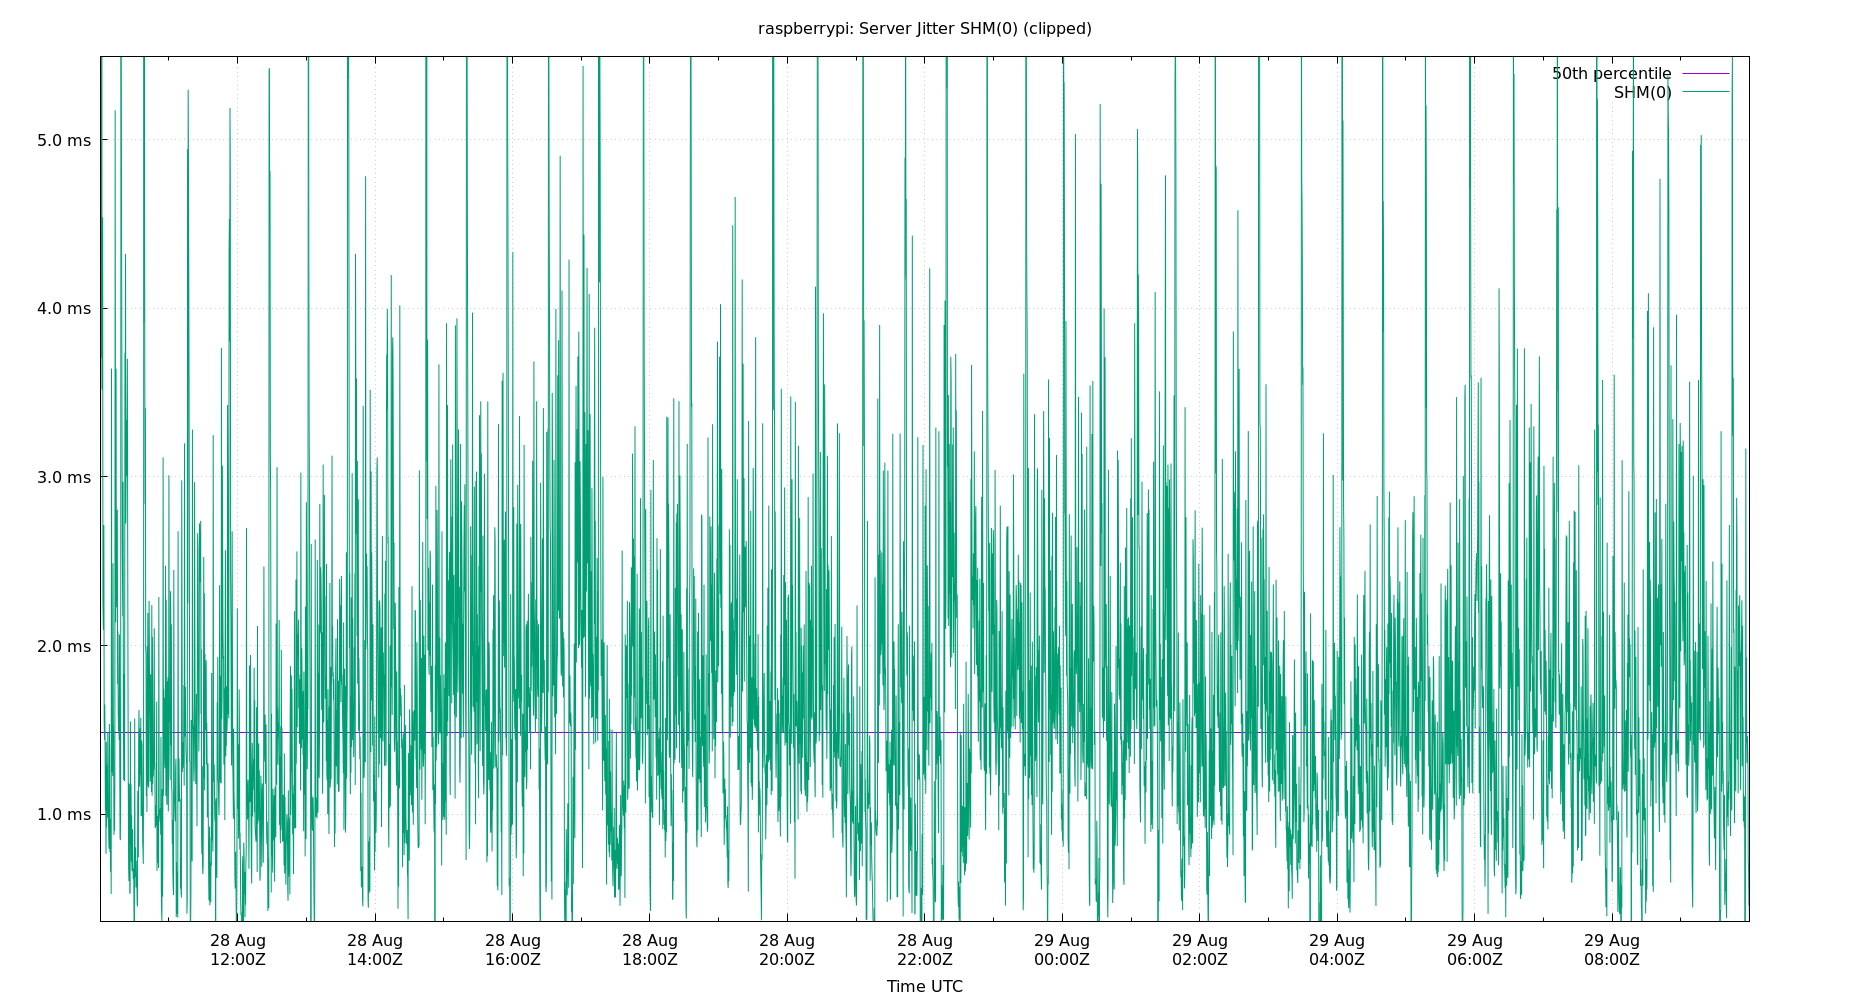 raspberrypi: Server Jitter SHM(0) (clipped)
50th percentile
SHM(0)
5.0 ms
4.0 ms
3.0 ms
2.0 ms
1.0 ms
28 Aug 28 Aug 28 Aug 28 Aug 28 Aug 28 Aug 29 Aug 29 Aug 29 Aug 29 Aug 29 Aug
12:00Z 14:00Z 16:00Z 18:00Z 20:00Z 22:00Z 00:00Z 02:00Z 04:00Z 06:00Z 08:00Z
Time UTC